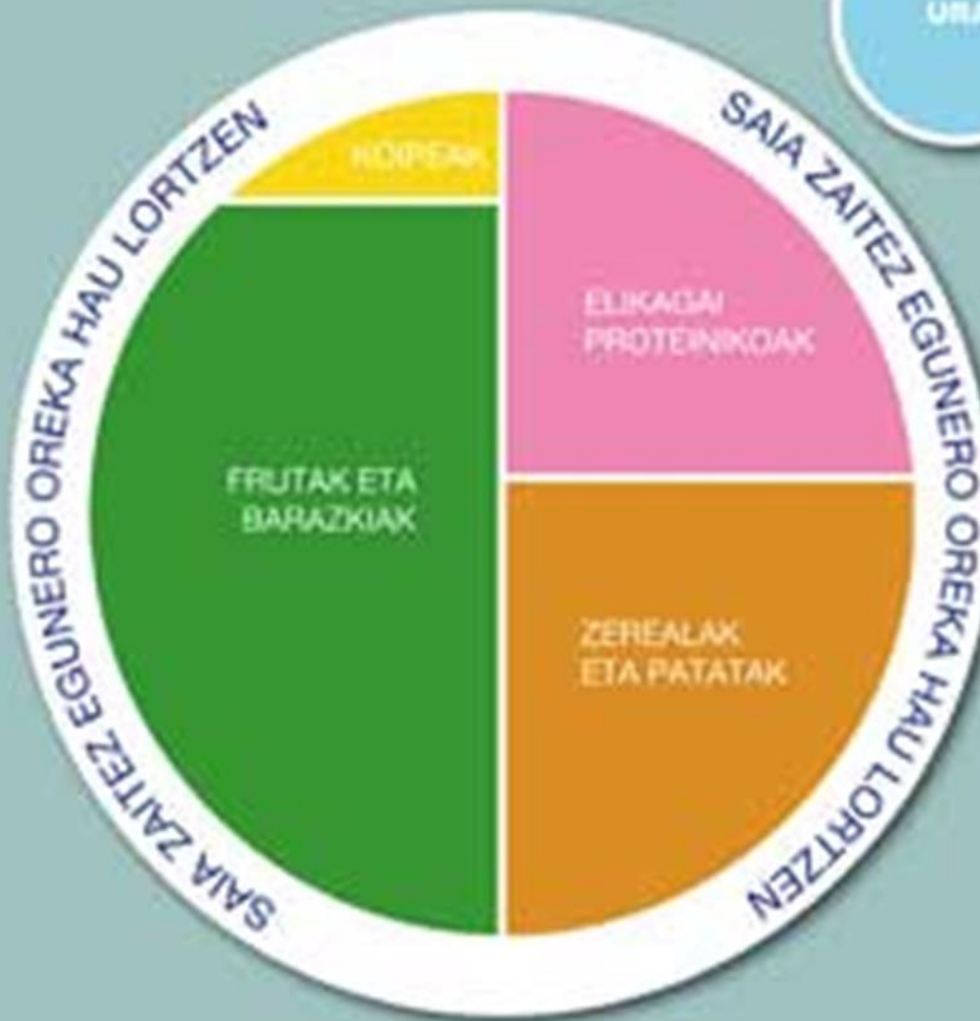 SAIA ZAITEZ EGUNERO OREKA HAU LORTZEN
SAIA ZAITEZ EGUNERO OREKA HAU LORTZEN
KOIPEAK
ELIKAGAI
PROTEINIKOAK
FRUTAK ETA
BARAZKIAK
ZEREALAK
ETA PATATAK